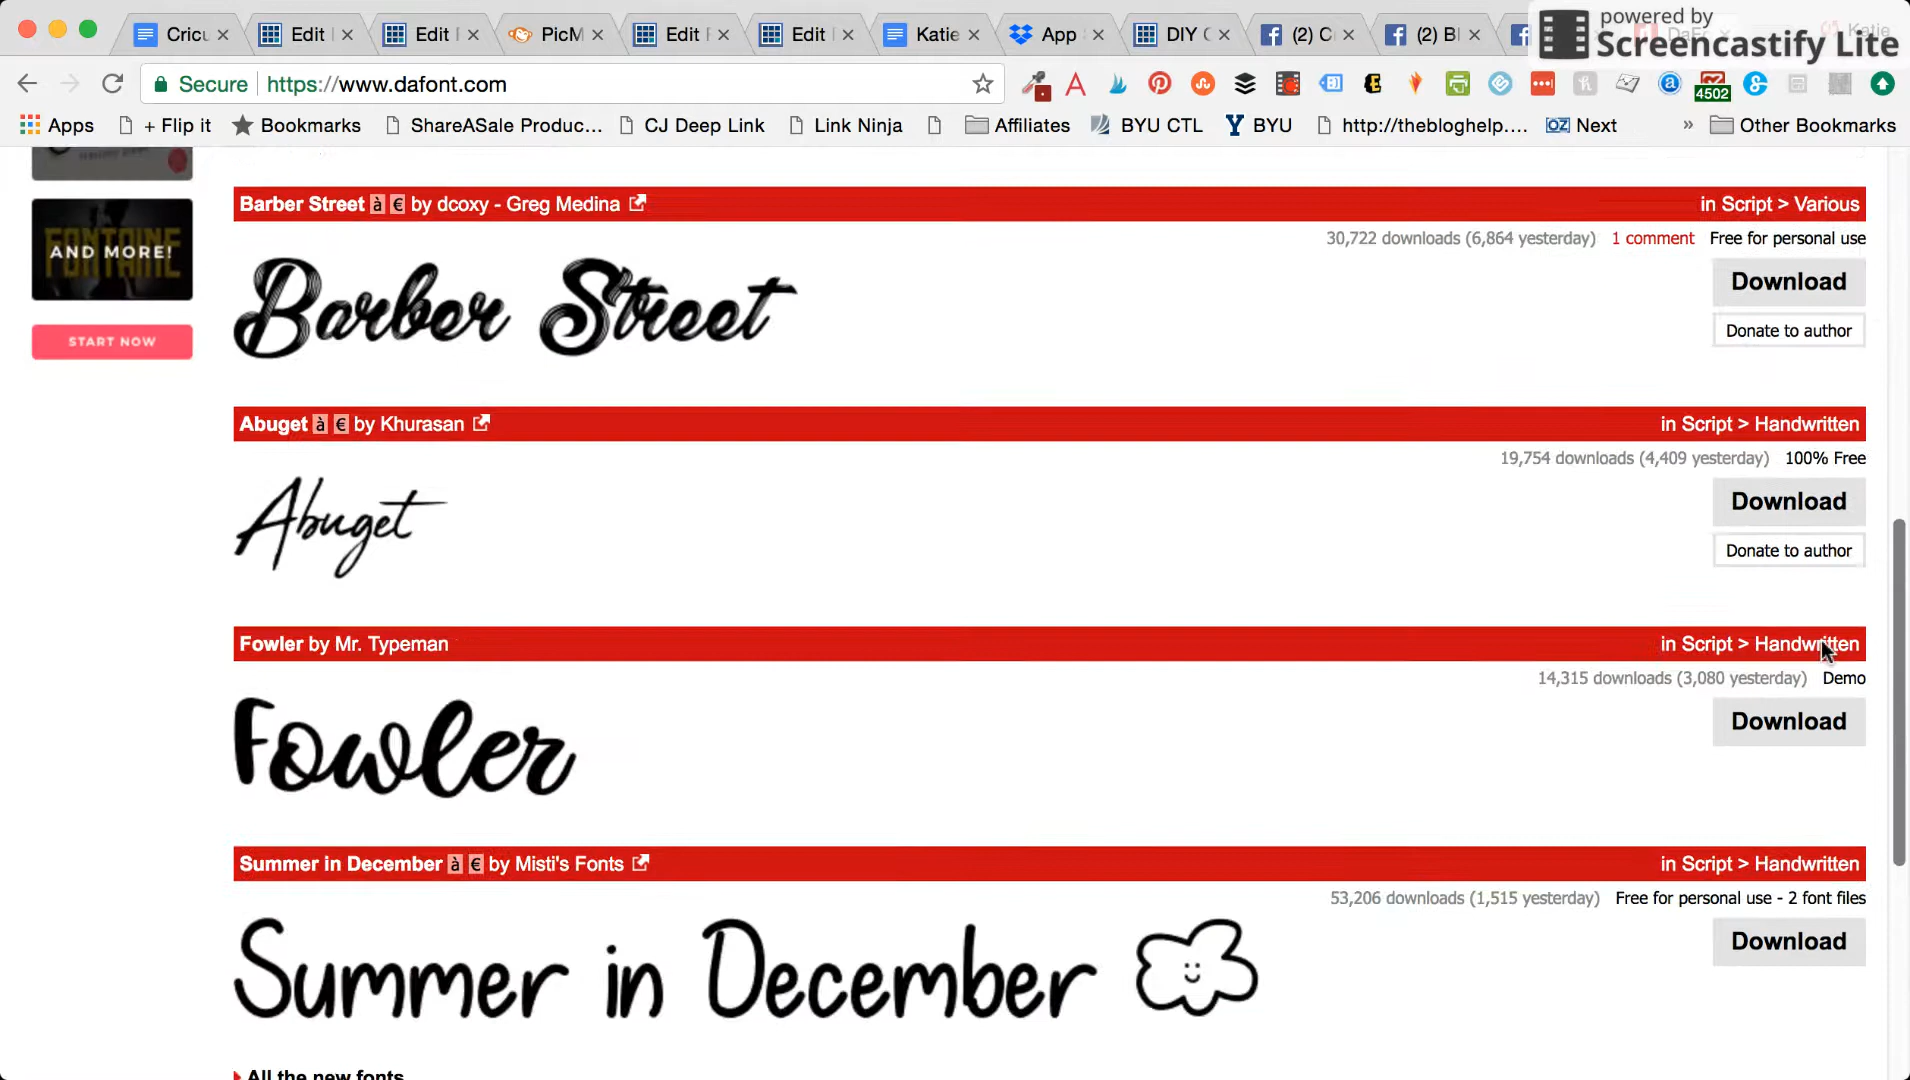 powered by
Screencastify Lite
Cricu
Edit
Edit
PicM
Edit
Edit
Katie
App
DIY
(2) C
(2) Bl
Katie
Secure
https://www.dafont.com
4502
Apps
+ Flip it
Bookmarks
ShareASale Produc...
CJ Deep Link
Link Ninja
Affiliates
BYU CTL
BYU
http://thebloghelp....
Next
» Other Bookmarks
AND MORE!
START NOW
Barber Street à € by dcoxy - Greg Medina
in Script > Various
30,722 downloads (6,864 yesterday) 1 comment Free for personal use
Barber Street
Download
Donate to author
Abuget à € by Khurasan
in Script > Handwritten
19,754 downloads (4,409 yesterday) 100% Free
Abuget
Download
Donate to author
Fowler by Mr. Typeman
in Script > Handwritten
14,315 downloads (3,080 yesterday) Demo
Fowler
Download
Summer in December à € by Misti's Fonts
in Script > Handwritten
53,206 downloads (1,515 yesterday) Free for personal use - 2 font files
Summer in December
Download
All the new fonts